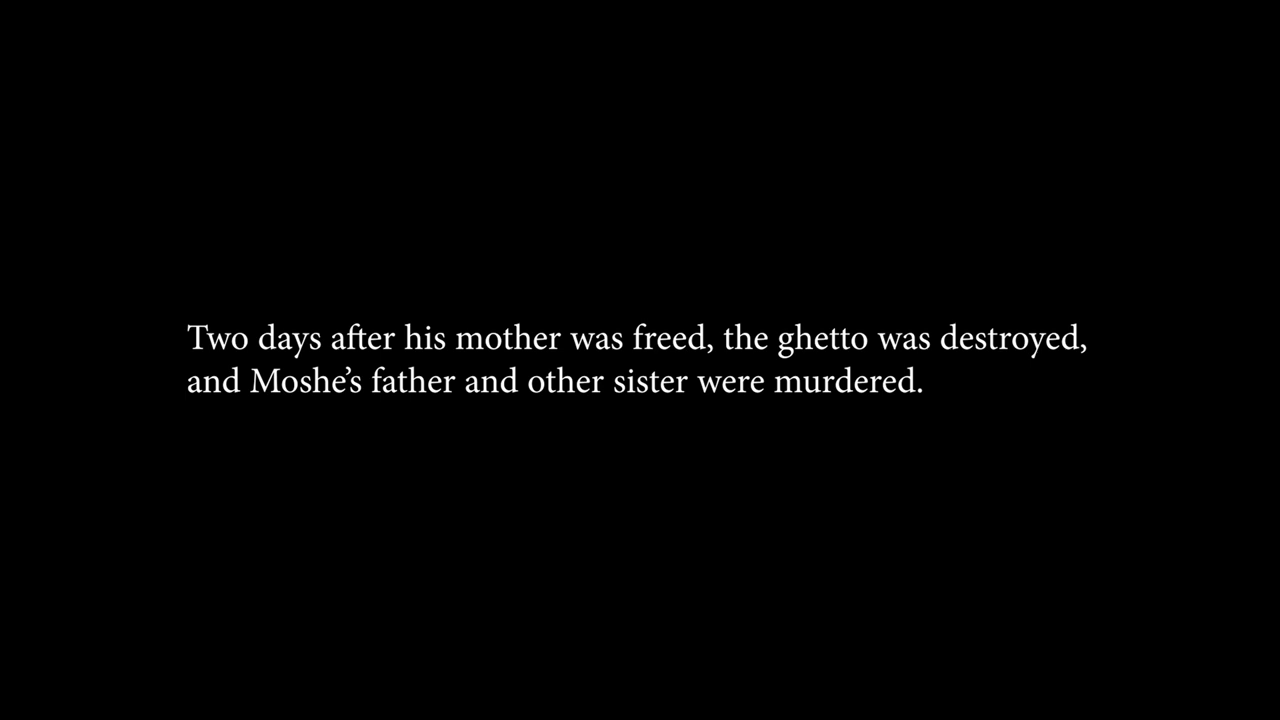 Two days after his mother was freed, the ghetto was destroyed,
and Moshe’s father and other sister were murdered.